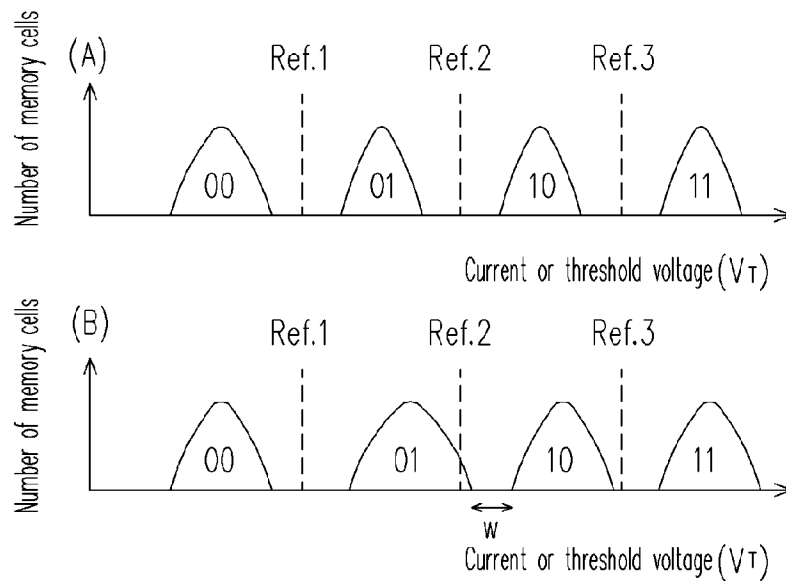 (A)
Ref.1 Ref.2 Ref.3
Number of memory cells
00 01 10 11
Current or threshold voltage(VT)
(B)
Ref.1 Ref.2 Ref.3
Number of memory cells
00 01 10 11
W
Current or threshold voltage(VT)